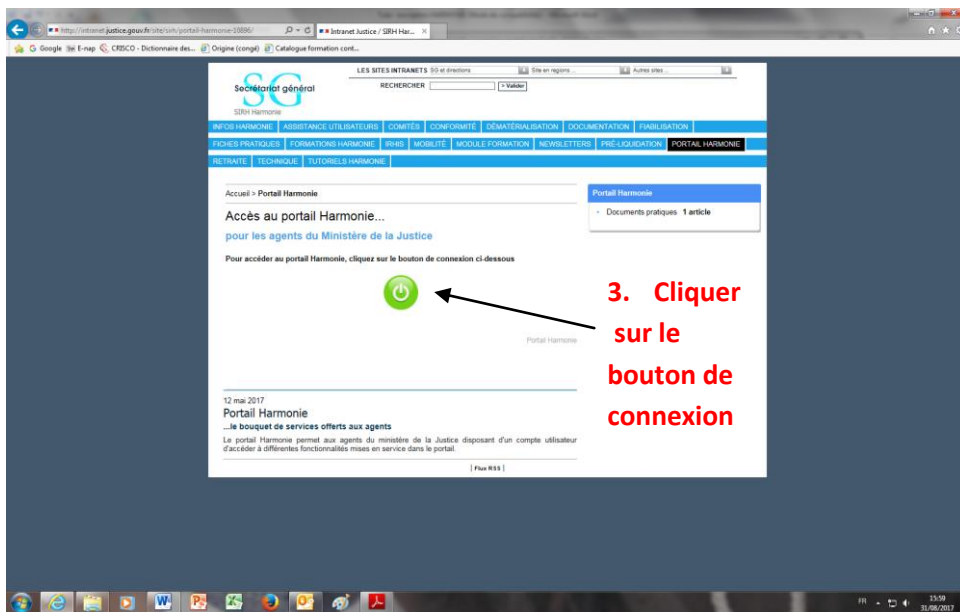 http://intranet.justice.gouv.fr/site/sirh/portail-harmonie-10896/
Intranet Justice / SIRH Har...
Google
E-nap
CRISCO - Dictionnaire des...
Origine (congé)
Catalogue formation cont...
LES SITES INTRANETS SG et directions Site en regions ... Autres sites ...
Secrétariat général
SG
RECHERCHER > Valider
SIRH Harmonie
INFOS HARMONIE ASSISTANCE UTILISATEURS COMITÉS CONFORMITÉ DÉMATÉRIALISATION DOCUMENTATION FIABILISATION
FICHES PRATIQUES FORMATIONS HARMONIE IRHIS MOBILITÉ MODULE FORMATION NEWSLETTERS PRÉ-LIQUIDATION PORTAIL HARMONIE
RETRAITE TECHNIQUE TUTORIELS HARMONIE
Accueil > Portail Harmonie
Portail Harmonie
Documents pratiques 1 article
Accès au portail Harmonie...
pour les agents du Ministère de la Justice
Pour accéder au portail Harmonie, cliquez sur le bouton de connexion ci-dessous
3. Cliquer
sur le
bouton de
connexion
Portail Harmonie
12 mai 2017
Portail Harmonie
...le bouquet de services offerts aux agents
Le portail Harmonie permet aux agents du ministère de la Justice disposant d'un compte utilisateur
d'accéder à différentes fonctionnalités mises en service dans le portail.
| Flux RSS |
FR
15:59
31/08/2017